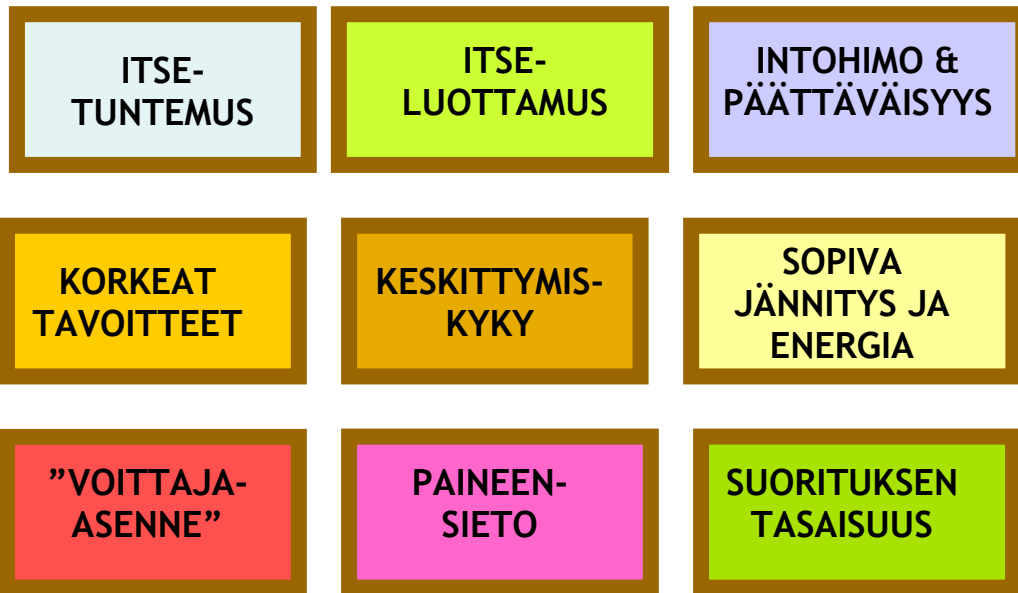 ITSE-
TUNTEMUS
ITSE-
LUOTTAMUS
INTOHIMO &
PÄÄTTÄVÄISYYS
KORKEAT
TAVOITTEET
KESKITTYMIS-
KYKY
SOPIVA
JÄNNITYS JA
ENERGIA
”VOITTAJA-
ASENNE”
PAINEEN-
SIETO
SUORITUKSEN
TASAISUUS